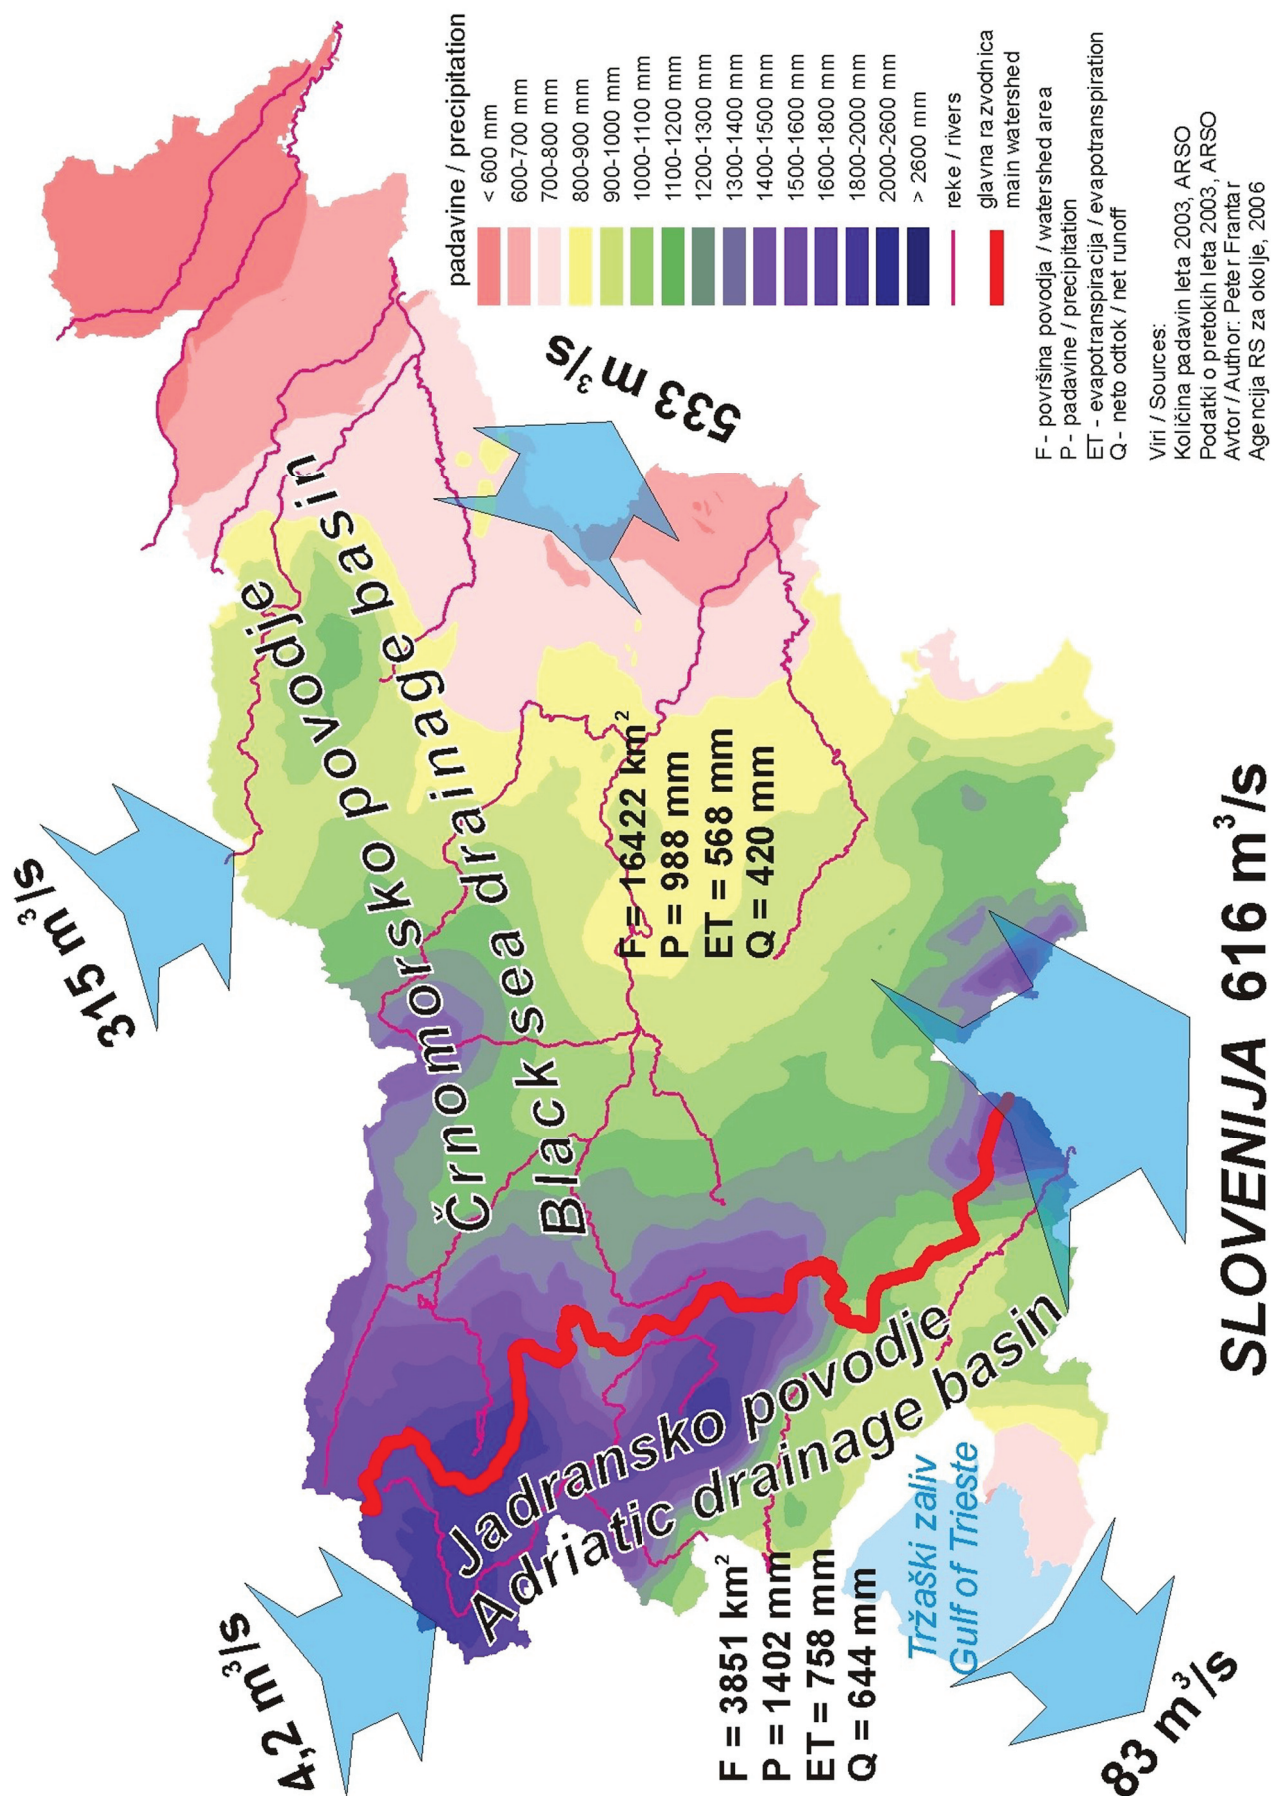 4,2 m³/s
315 m³/s
Črnomorsko povodje
Black sea drainage basin
F = 16422 km²
P = 988 mm
ET = 568 mm
Q = 420 mm
533 m³/s
Jadransko povodje
Adriatic drainage basin
F = 3851 km²
P = 1402 mm
ET = 758 mm
Q = 644 mm
Tržaški zaliv
Gulf of Trieste
83 m³/s
SLOVENIJA 616 m³/s
padavine / precipitation
< 600 mm
600-700 mm
700-800 mm
800-900 mm
900-1000 mm
1000-1100 mm
1100-1200 mm
1200-1300 mm
1300-1400 mm
1400-1500 mm
1500-1600 mm
1600-1800 mm
1800-2000 mm
2000-2600 mm
> 2600 mm
reke / rivers
glavna razvodnica
main watershed
F - površina povodja / watershed area
P - padavine / precipitation
ET - evapotranspiracija / evapotranspiration
Q - neto odtok / net runoff
Viri / Sources:
Količina padavin leta 2003, ARSO
Podatki o pretokih leta 2003, ARSO
Avtor / Author: Peter Frantar
Agencija RS za okolje, 2006